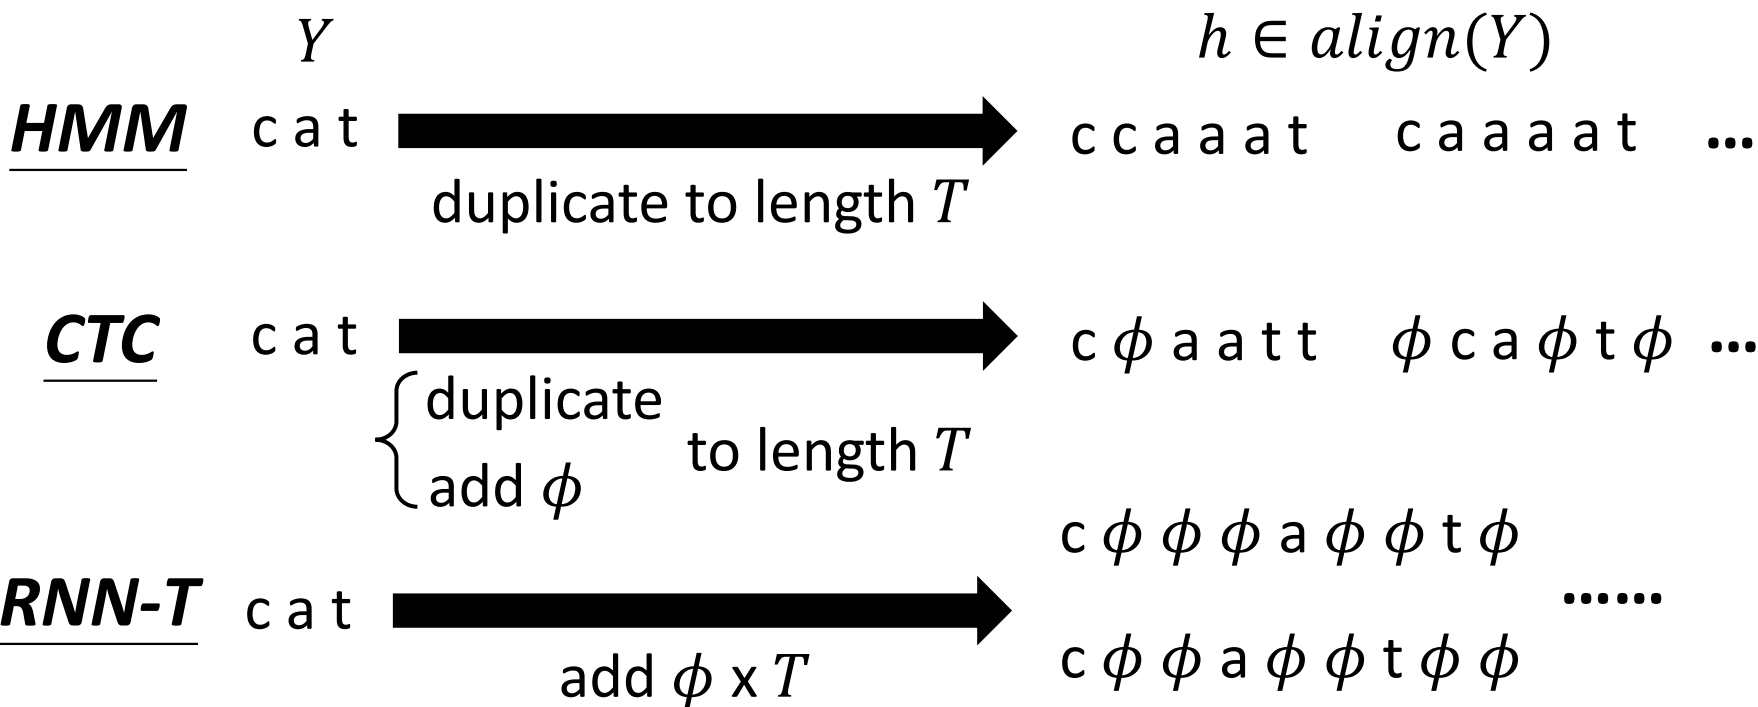 Y h ∈ align(Y)
HMM c a t c c a a a t c a a a a t ...
duplicate to length T
CTC c a t c ϕ a a t t ϕ c a ϕ t ϕ ...
duplicate
to length T
add ϕ
c ϕ ϕ ϕ a ϕ ϕ t ϕ
RNN-T c a t ......
c ϕ ϕ a ϕ ϕ t ϕ ϕ
add ϕ x T